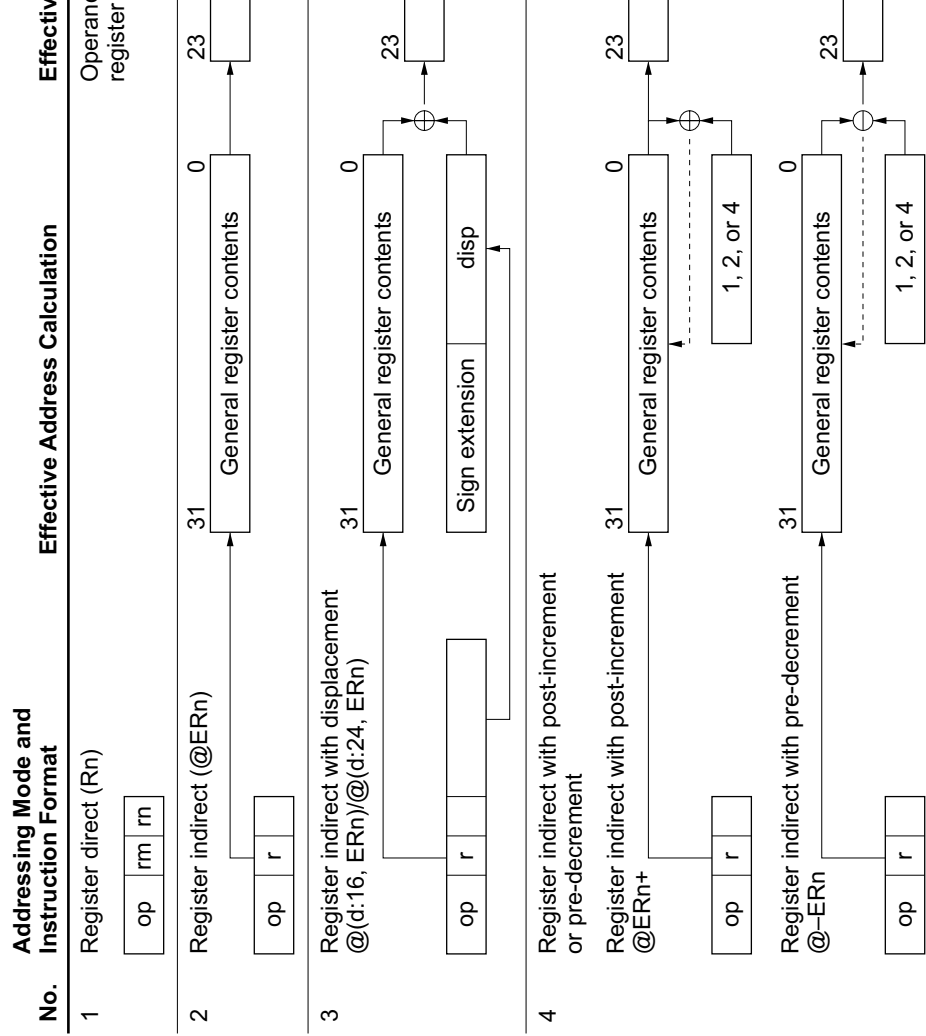 No.
Addressing Mode and
Instruction Format
Effective Address Calculation
Effectiv
1
Register direct (Rn)
op rm rn
Operand
register
2
Register indirect (@ERn)
op r
31 0
General register contents
23
3
Register indirect with displacement
@(d:16, ERn)/@(d:24, ERn)
op r
31 0
General register contents
Sign extension disp
23
4
Register indirect with post-increment
or pre-decrement
Register indirect with post-increment
@ERn+
op r
31 0
General register contents
1, 2, or 4
23
Register indirect with pre-decrement
@–ERn
op r
31 0
General register contents
1, 2, or 4
23